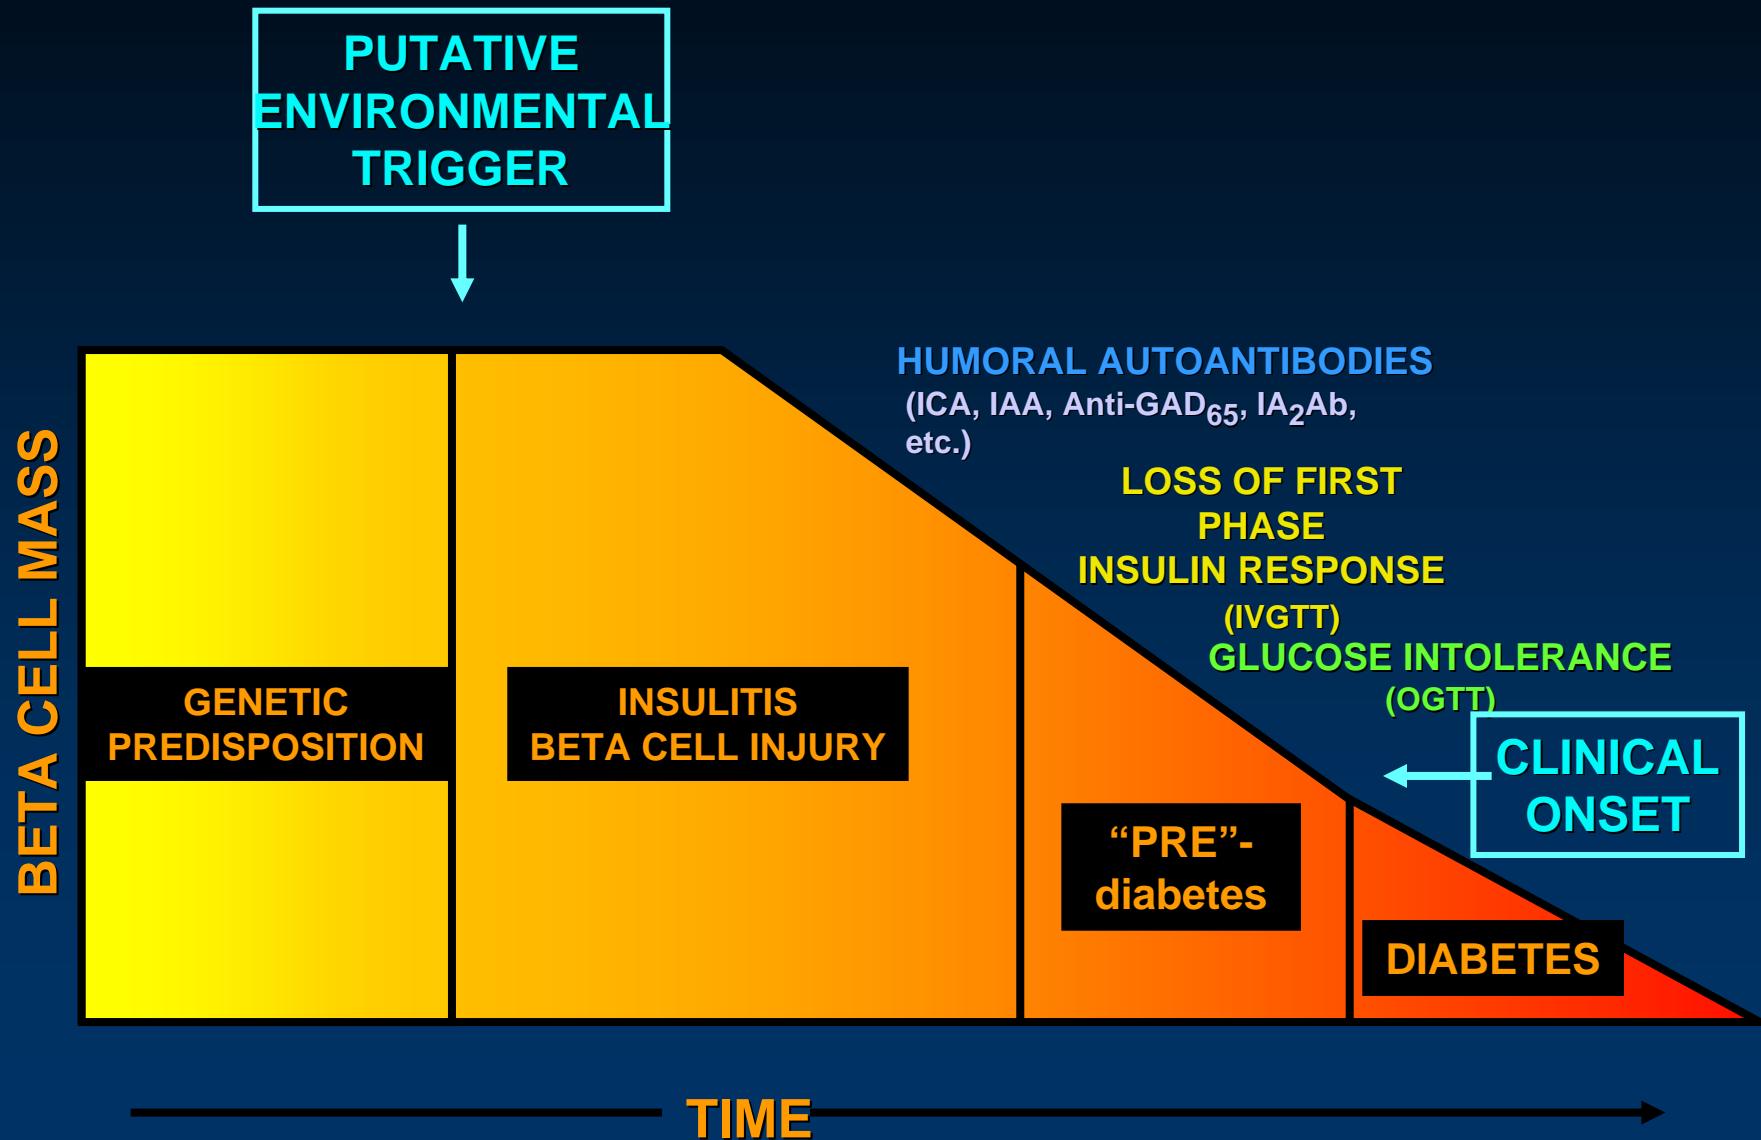 PUTATIVE
ENVIRONMENTAL
TRIGGER
HUMORAL AUTOANTIBODIES
(ICA, IAA, Anti-GAD65, IA2Ab,
etc.)
LOSS OF FIRST
PHASE
INSULIN RESPONSE
(IVGTT)
GLUCOSE INTOLERANCE
(OGTT)
BETA CELL MASS
GENETIC
PREDISPOSITION
INSULITIS
BETA CELL INJURY
CLINICAL
ONSET
“PRE”-
diabetes
DIABETES
TIME